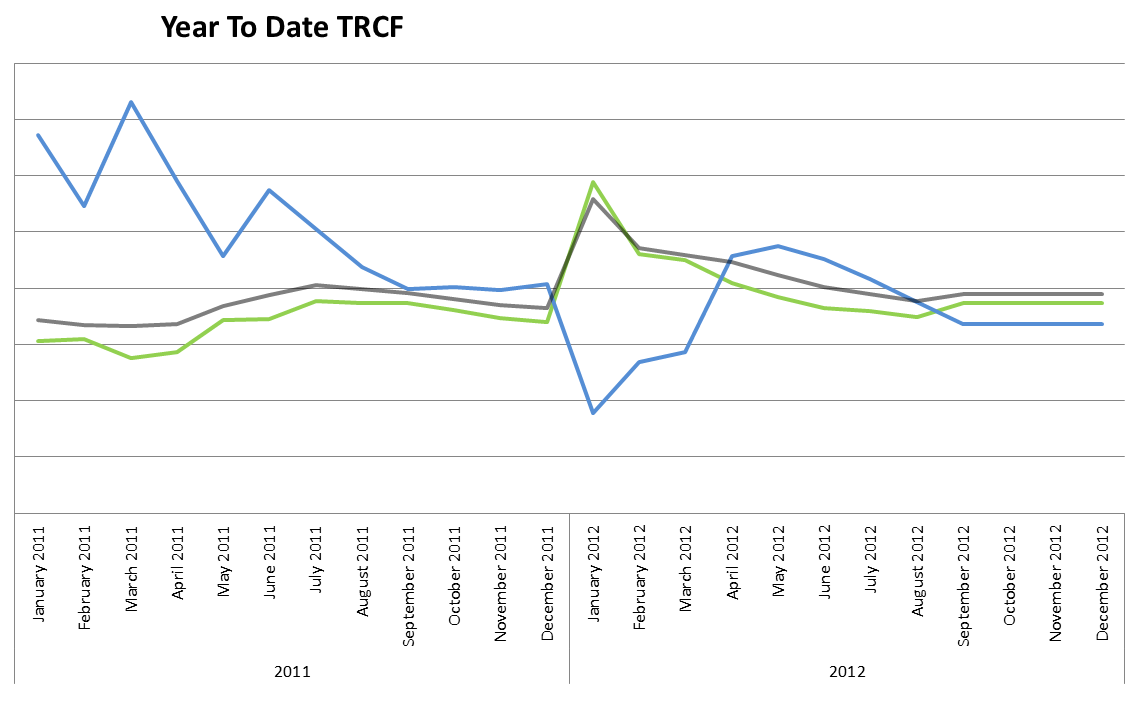 Year To Date TRCF
January 2011
February 2011
March 2011
April 2011
May 2011
June 2011
July 2011
August 2011
September 2011
October 2011
November 2011
December 2011
January 2012
February 2012
March 2012
April 2012
May 2012
June 2012
July 2012
August 2012
September 2012
October 2012
November 2012
December 2012
2011
2012